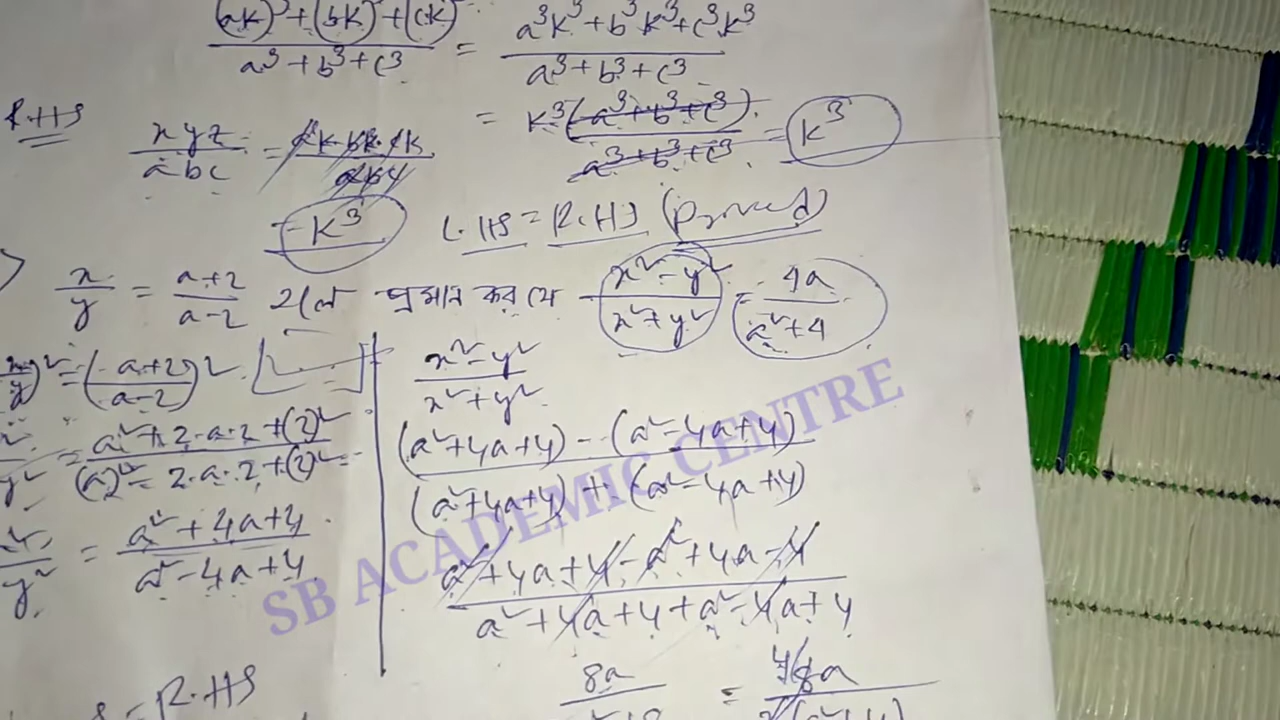 (ak)³+(bk)³+(ck)³ / a³+b³+c³ = a³k³+b³k³+c³k³ / a³+b³+c³
= k³(a³+b³+c³) / a³+b³+c³ = k³
R.H.S
xyz / abc = ak.bk.ck / abc
= k³
L.HS = R.HS (proved)
x/y = a+2 / a-2 হলে প্রমান কর যে - x²-y² / x²+y² = 4a / a²+4
(x/y)² = (a+2 / a-2)²
x² / y² = a²+2.a.2+(2)² / (a)²-2.a.2+(2)²
x² / y² = a²+4a+4 / a²-4a+4
x²-y² / x²+y²
(a²+4a+4) - (a²-4a+4) / (a²+4a+4) + (a²-4a+4)
a²+4a+4-a²+4a-4 / a²+4a+4+a²-4a+4
= R.HS
8a
= 8a
SB ACADEMIC CENTRE